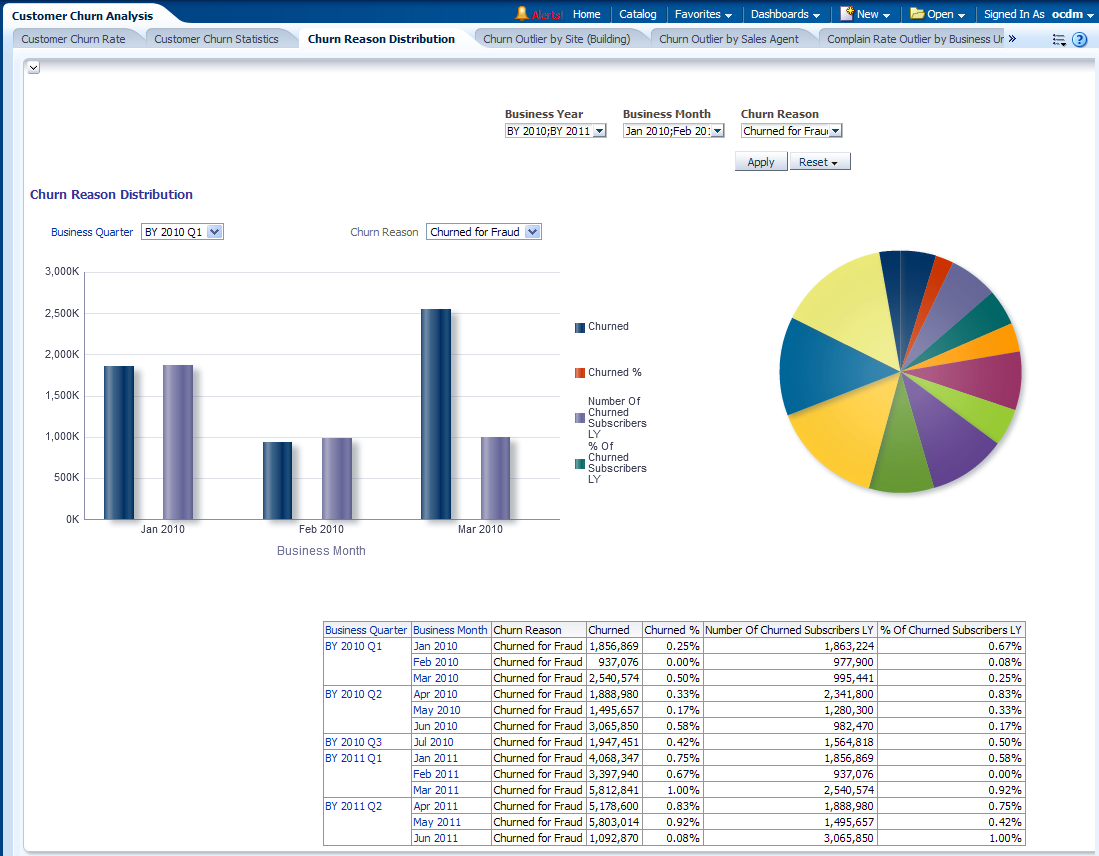 Customer Churn Analysis
Alerts! Home Catalog Favorites Dashboards New Open Signed In As ocdm
Customer Churn Rate Customer Churn Statistics Churn Reason Distribution Churn Outlier by Site (Building) Churn Outlier by Sales Agent Complain Rate Outlier by Business Ur » ?
Business Year Business Month Churn Reason
BY 2010;BY 2011 Jan 2010;Feb 201 Churned for Frau
Apply Reset
Churn Reason Distribution
Business Quarter BY 2010 Q1 Churn Reason Churned for Fraud
3,000K
2,500K
2,000K
1,500K
1,000K
500K
0K
Jan 2010 Feb 2010 Mar 2010
Business Month
Churned
Churned %
Number Of
Churned
Subscribers
LY
% Of
Churned
Subscribers
LY
Business Quarter Business Month Churn Reason Churned Churned % Number Of Churned Subscribers LY % Of Churned Subscribers LY
BY 2010 Q1 Jan 2010 Churned for Fraud 1,856,869 0.25% 1,863,224 0.67%
Feb 2010 Churned for Fraud 937,076 0.00% 977,900 0.08%
Mar 2010 Churned for Fraud 2,540,574 0.50% 995,441 0.25%
BY 2010 Q2 Apr 2010 Churned for Fraud 1,888,980 0.33% 2,341,800 0.83%
May 2010 Churned for Fraud 1,495,657 0.17% 1,280,300 0.33%
Jun 2010 Churned for Fraud 3,065,850 0.58% 982,470 0.17%
BY 2010 Q3 Jul 2010 Churned for Fraud 1,947,451 0.42% 1,564,818 0.50%
BY 2011 Q1 Jan 2011 Churned for Fraud 4,068,347 0.75% 1,856,869 0.58%
Feb 2011 Churned for Fraud 3,397,940 0.67% 937,076 0.00%
Mar 2011 Churned for Fraud 5,812,841 1.00% 2,540,574 0.92%
BY 2011 Q2 Apr 2011 Churned for Fraud 5,178,600 0.83% 1,888,980 0.75%
May 2011 Churned for Fraud 5,803,014 0.92% 1,495,657 0.42%
Jun 2011 Churned for Fraud 1,092,870 0.08% 3,065,850 1.00%